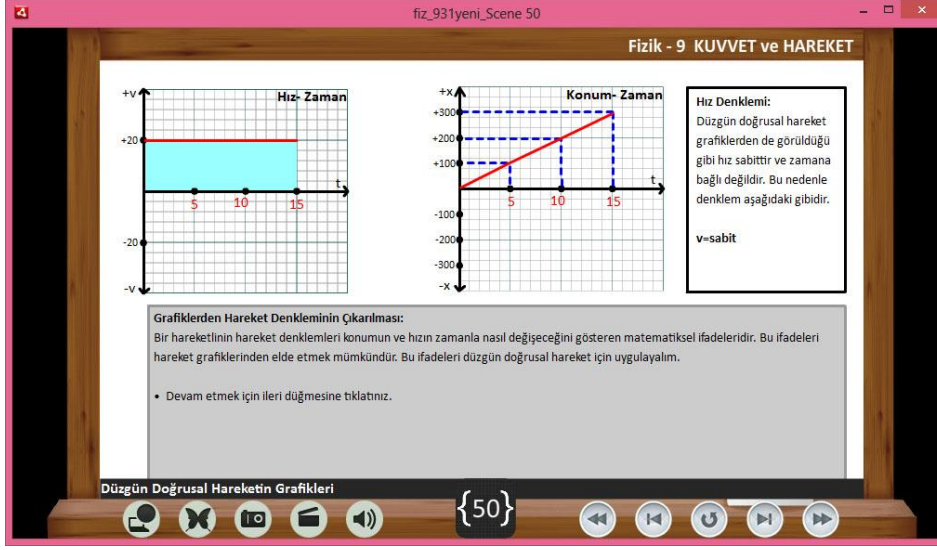 fiz_931yeni_Scene 50
Fizik - 9 KUVVET ve HAREKET
+v
Hız- Zaman
+20
t
5
10
15
-20
-v
+x
Konum- Zaman
+300
+200
+100
t
5
10
15
-100
-200
-300
-x
Hız Denklemi:
Düzgün doğrusal hareket
grafiklerden de görüldüğü
gibi hız sabittir ve zamana
bağlı değildir. Bu nedenle
denklem aşağıdaki gibidir.
v=sabit
Grafiklerden Hareket Denkleminin Çıkarılması:
Bir hareketlinin hareket denklemleri konumun ve hızın zamanla nasıl değişeceğini gösteren matematiksel ifadeleridir. Bu ifadeleri
hareket grafiklerinden elde etmek mümkündür. Bu ifadeleri düzgün doğrusal hareket için uygulayalım.
• Devam etmek için ileri düğmesine tıklatınız.
Düzgün Doğrusal Hareketin Grafikleri
{50}